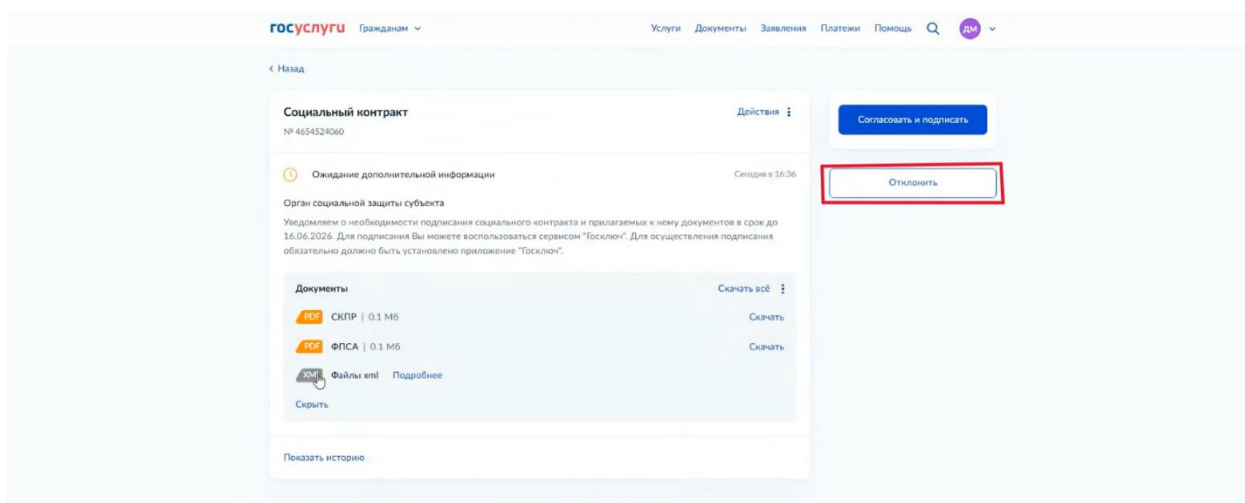 госуслуги Гражданам Услуги Документы Заявления Платежи Помощь ДМ
Назад
Социальный контракт Действия
№ 4654524060
Согласовать и подписать
Ожидание дополнительной информации Сегодня в 16:36
Отклонить
Орган социальной защиты субъекта
Уведомляем о необходимости подписания социального контракта и прилагаемых к нему документов в срок до
16.06.2026. Для подписания Вы можете воспользоваться сервисом "Госключ". Для осуществления подписания
обязательно должно быть установлено приложение "Госключ".
Документы Скачать всё
PDF СКПР | 0.1 Мб Скачать
PDF ФПСА | 0.1 Мб Скачать
XML Файлы xml Подробнее
Скрыть
Показать историю